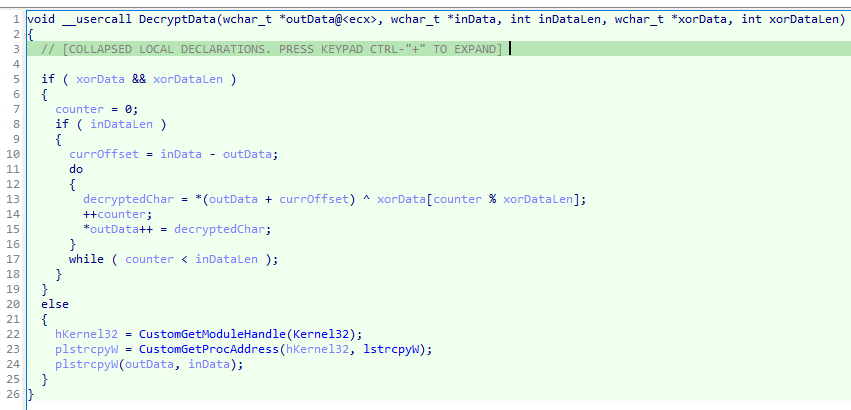 1 void __usercall DecryptData(wchar_t *outData@<ecx>, wchar_t *inData, int inDataLen, wchar_t *xorData, int xorDataLen)
2 {
3   // [COLLAPSED LOCAL DECLARATIONS. PRESS KEYPAD CTRL-"+" TO EXPAND]
4
5   if ( xorData && xorDataLen )
6   {
7     counter = 0;
8     if ( inDataLen )
9     {
10       currOffset = inData - outData;
11       do
12       {
13         decryptedChar = *(outData + currOffset) ^ xorData[counter % xorDataLen];
14         ++counter;
15         *outData++ = decryptedChar;
16       }
17       while ( counter < inDataLen );
18     }
19   }
20   else
21   {
22     hKernel32 = CustomGetModuleHandle(Kernel32);
23     plstrcpyW = CustomGetProcAddress(hKernel32, lstrcpyW);
24     plstrcpyW(outData, inData);
25   }
26 }